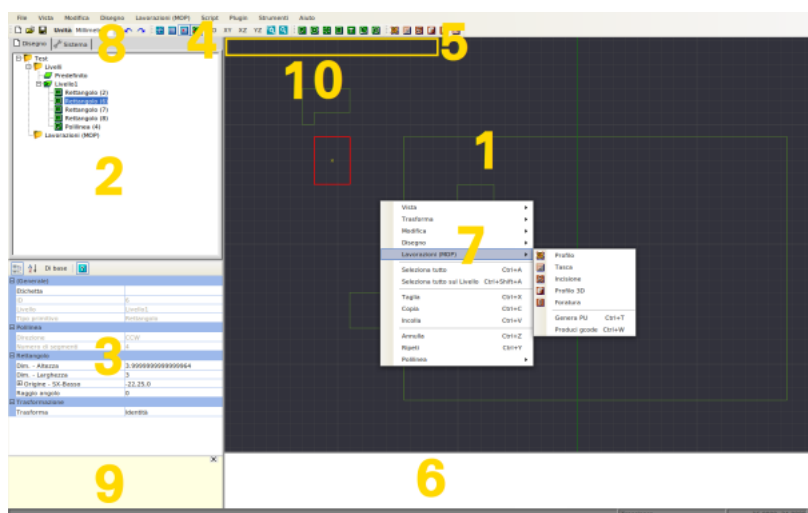 File Vista Modifica Disegno Lavorazioni (MOP) Script Plugin Strumenti Aiuto
Unità Millimet
XY XZ YZ
8
4
5
Disegno Sistema
10
Test
Livelli
Predefinito
Livello1
Rettangolo (2)
Rettangolo (6)
Rettangolo (7)
Rettangolo (8)
Polilinea (4)
Lavorazioni (MOP)
2
1
Vista
Trasforma
Modifica
Disegno
Lavorazioni (MOP)
7
Seleziona tutto Ctrl+A
Seleziona tutto sul Livello Ctrl+Shift+A
Taglia Ctrl+X
Copia Ctrl+C
Incolla Ctrl+V
Annulla Ctrl+Z
Ripeti Ctrl+Y
Polilinea
Profilo
Tasca
Incisione
Profilo 3D
Foratura
Genera PU Ctrl+T
Produci gcode Ctrl+W
Di base
(Generale)
Etichetta
ID 6
Livello Livello1
Tipo primitiva Rettangolo
Polilinea
Direzione CCW
Numero di segmenti 4
3
Rettangolo
Dim. - Altezza 3.9999999999999964
Dim. - Larghezza 3
Origine - SX-Basso -22,25,0
Raggio angolo 0
Trasformazione
Trasforma Identità
9
6